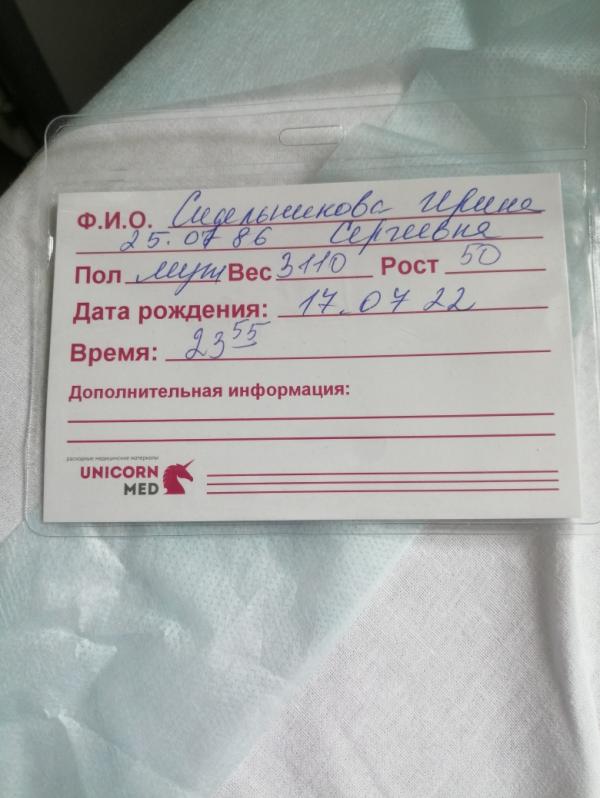 Ф.И.О. Сидельникова Ирина
25.07 86 Сергеевна
Пол муж Вес 3110 Рост 50
Дата рождения: 17.07 22
Время: 23 55
Дополнительная информация:
расходные медицинские материалы
UNICORN
MED